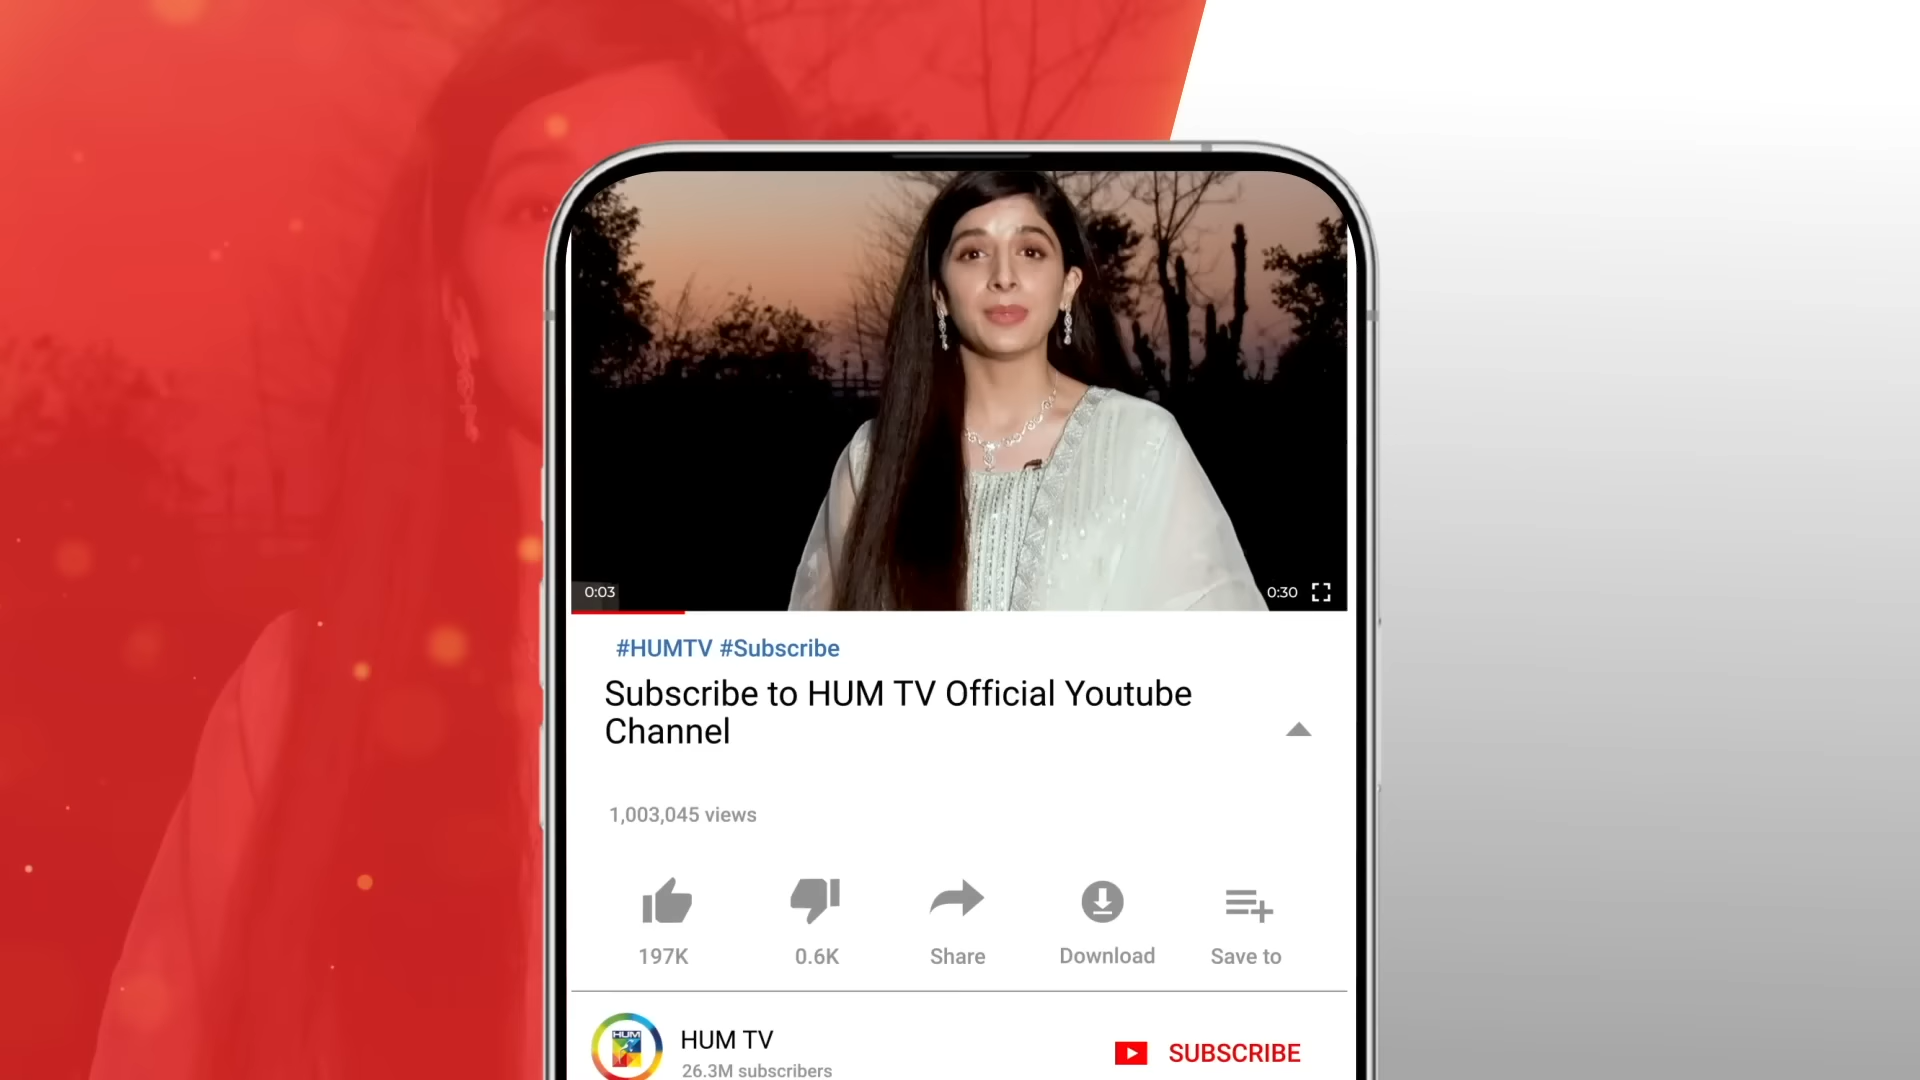 0:03
0:30
#HUMTV #Subscribe
Subscribe to HUM TV Official Youtube
Channel
1,003,045 views
197K
0.6K
Share
Download
Save to
HUM
HUM TV
26.3M subscribers
SUBSCRIBE